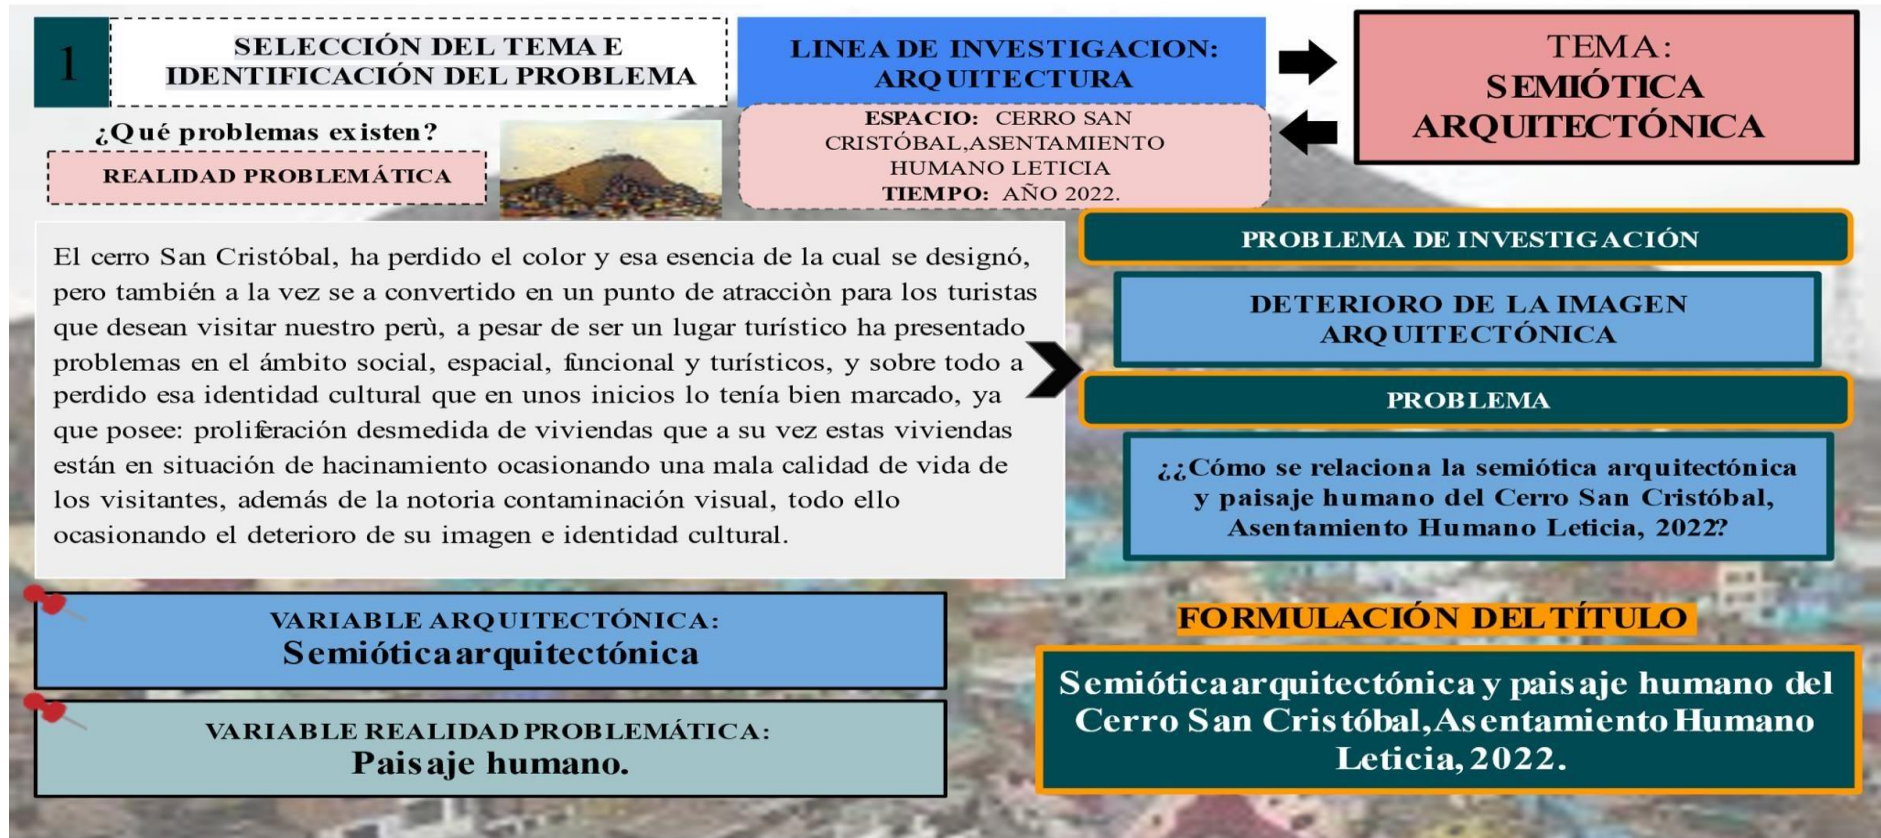 1
SELECCIÓN DEL TEMA E
IDENTIFICACIÓN DEL PROBLEMA
¿Qué problemas existen?
REALIDAD PROBLEMÁTICA
LINEA DE INVESTIGACION:
ARQUITECTURA
ESPACIO: CERRO SAN
CRISTÓBAL,ASENTAMIENTO
HUMANO LETICIA
TIEMPO: AÑO 2022.
TEMA:
SEMIÓTICA
ARQUITECTÓNICA
El cerro San Cristóbal, ha perdido el color y esa esencia de la cual se designó,
pero también a la vez se a convertido en un punto de atracciòn para los turistas
que desean visitar nuestro perù, a pesar de ser un lugar turístico ha presentado
problemas en el ámbito social, espacial, funcional y turísticos, y sobre todo a
perdido esa identidad cultural que en unos inicios lo tenía bien marcado, ya
que posee: proliferación desmedida de viviendas que a su vez estas viviendas
están en situación de hacinamiento ocasionando una mala calidad de vida de
los visitantes, además de la notoria contaminación visual, todo ello
ocasionando el deterioro de su imagen e identidad cultural.
PROBLEMA DE INVESTIGACIÓN
DETERIORO DE LA IMAGEN
ARQUITECTÓNICA
PROBLEMA
¿¿Cómo se relaciona la semiótica arquitectónica
y paisaje humano del Cerro San Cristóbal,
Asentamiento Humano Leticia, 2022?
VARIABLE ARQUITECTÓNICA:
Semiótica arquitectónica
VARIABLE REALIDAD PROBLEMÁTICA:
Paisaje humano.
FORMULACIÓN DEL TÍTULO
Semiótica arquitectónica y paisaje humano del
Cerro San Cristóbal, Asentamiento Humano
Leticia, 2022.